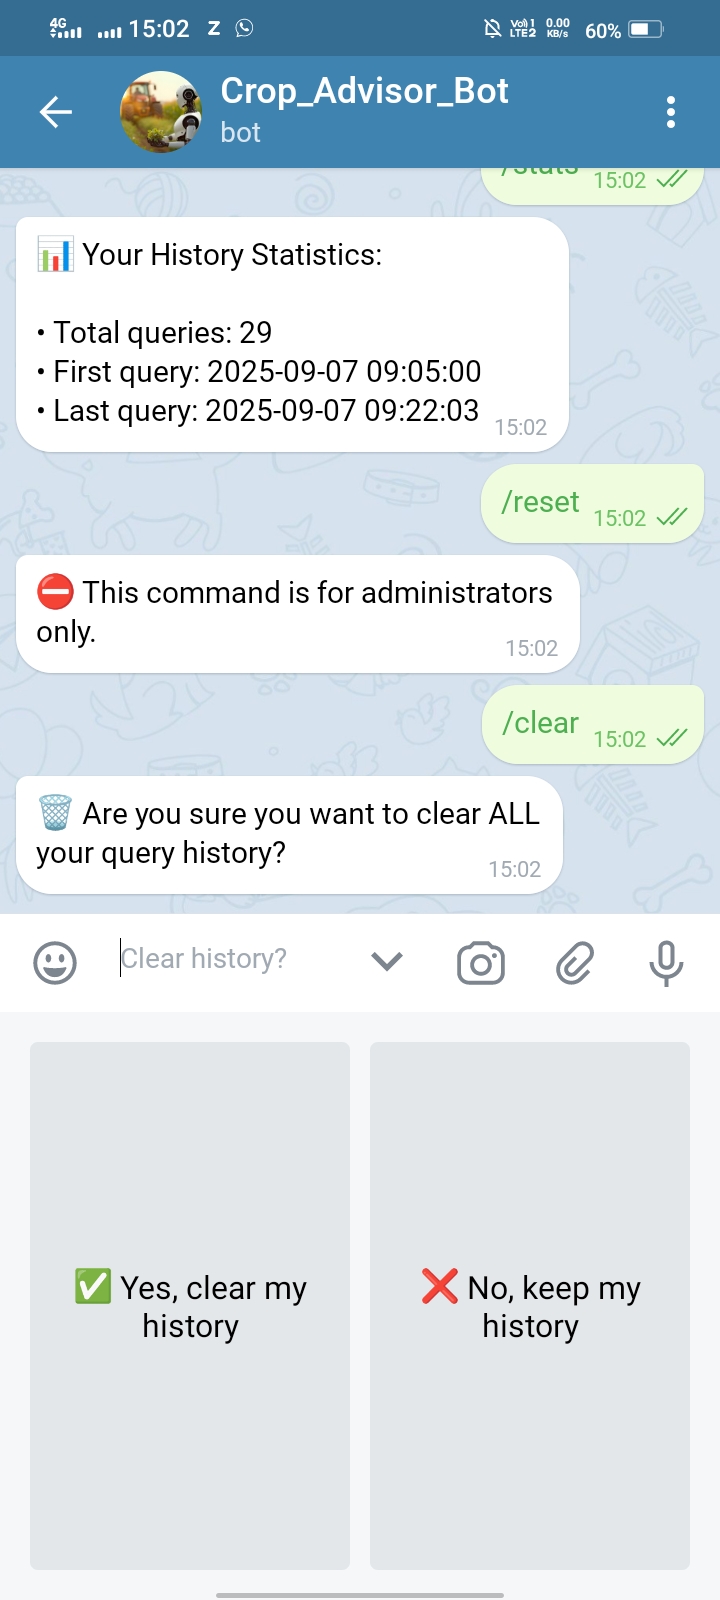 4G 15:02 Z Vo) 1 LTE2 0.00 KB/s 60%
Crop_Advisor_Bot
bot
/stats 15:02
📊 Your History Statistics:
• Total queries: 29
• First query: 2025-09-07 09:05:00
• Last query: 2025-09-07 09:22:03 15:02
/reset 15:02
⛔ This command is for administrators
only. 15:02
/clear 15:02
🗑️ Are you sure you want to clear ALL
your query history? 15:02
Clear history?
✅ Yes, clear my
history
❌ No, keep my
history